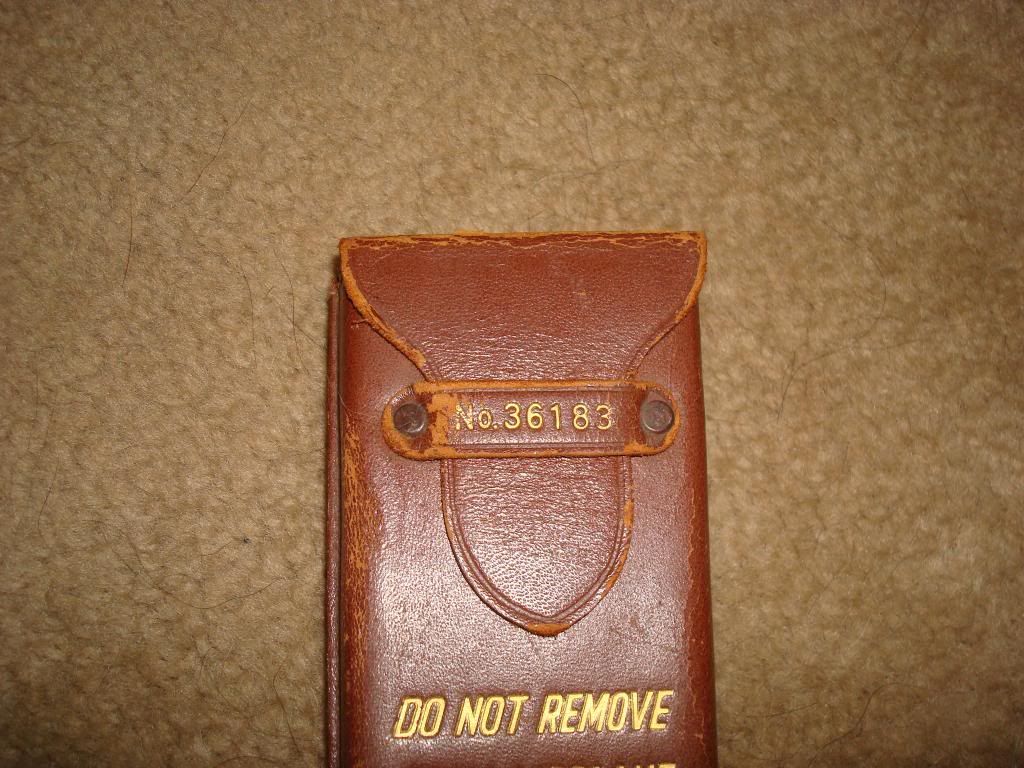 No. 36183
DO NOT REMOVE